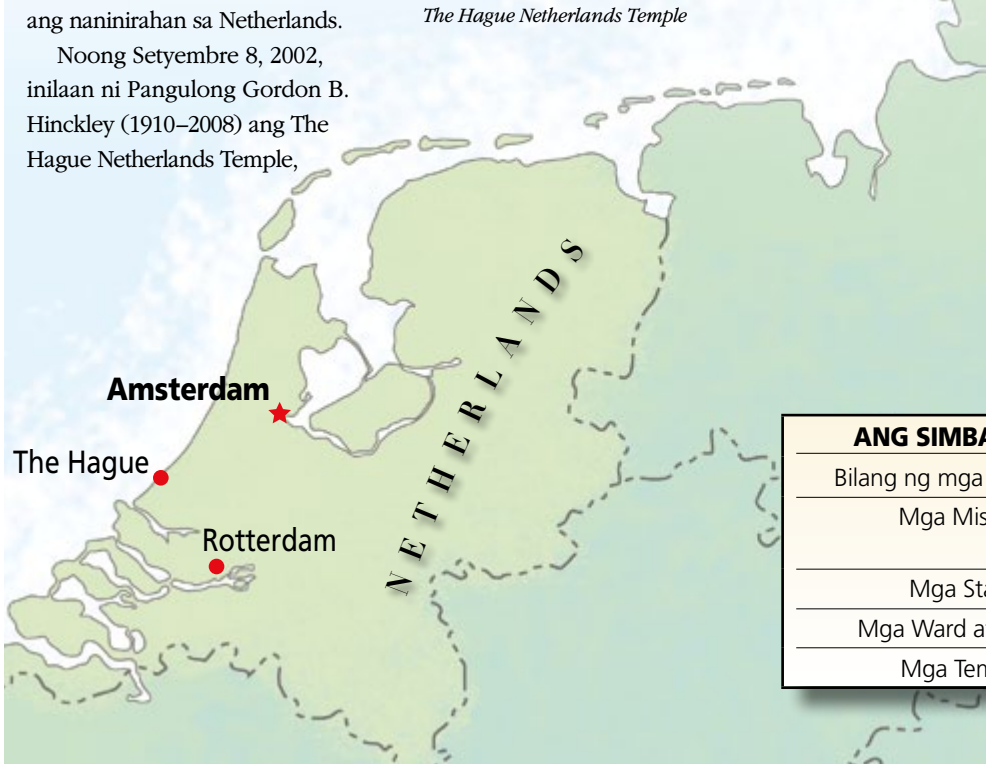 ang naninirahan sa Netherlands.
Noong Setyembre 8, 2002,
inilaan ni Pangulong Gordon B.
Hinckley (1910–2008) ang The
Hague Netherlands Temple,
The Hague Netherlands Temple
NETHERLANDS
Amsterdam
The Hague
Rotterdam
ANG SIMBA
Bilang ng mga
Mga Mis
Mga Sta
Mga Ward a
Mga Tem